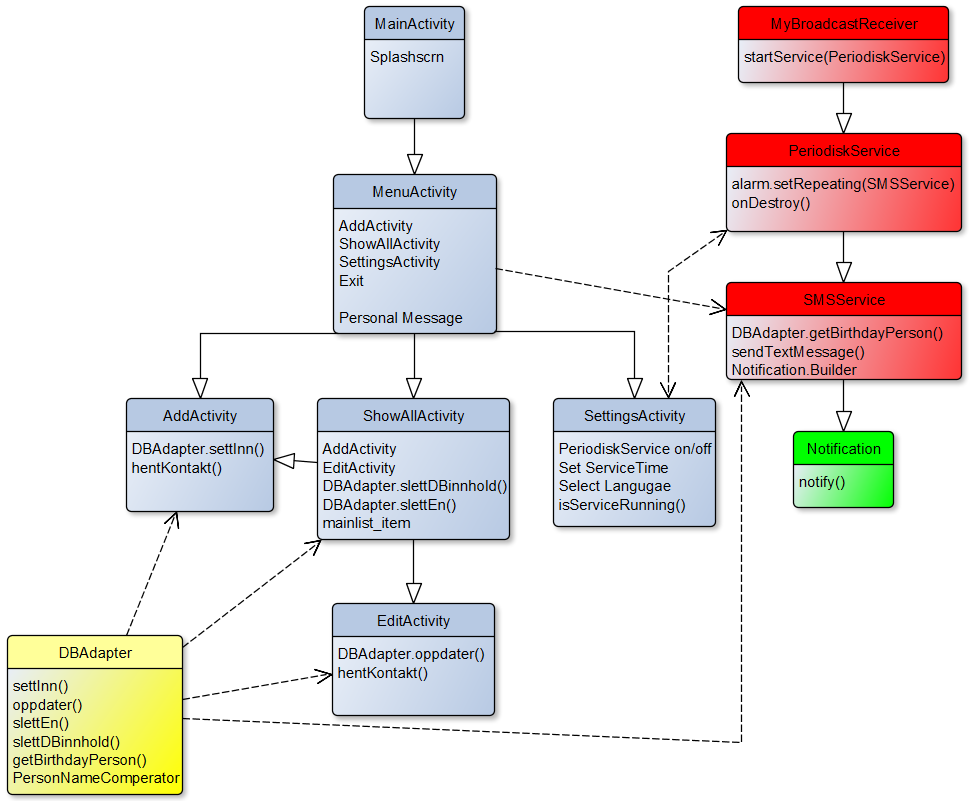 MainActivity
Splashscrn
MyBroadcastReceiver
startService(PeriodiskService)
PeriodiskService
alarm.setRepeating(SMSService)
onDestroy()
MenuActivity
AddActivity
ShowAllActivity
SettingsActivity
Exit
Personal Message
SMSService
DBAdapter.getBirthdayPerson()
sendTextMessage()
Notification.Builder
AddActivity
DBAdapter.settInn()
hentKontakt()
ShowAllActivity
AddActivity
EditActivity
DBAdapter.slettDBinnhold()
DBAdapter.slettEn()
mainlist_item
SettingsActivity
PeriodiskService on/off
Set ServiceTime
Select Langugae
isServiceRunning()
Notification
notify()
EditActivity
DBAdapter.oppdater()
hentKontakt()
DBAdapter
settInn()
oppdater()
slettEn()
slettDBinnhold()
getBirthdayPerson()
PersonNameComperator